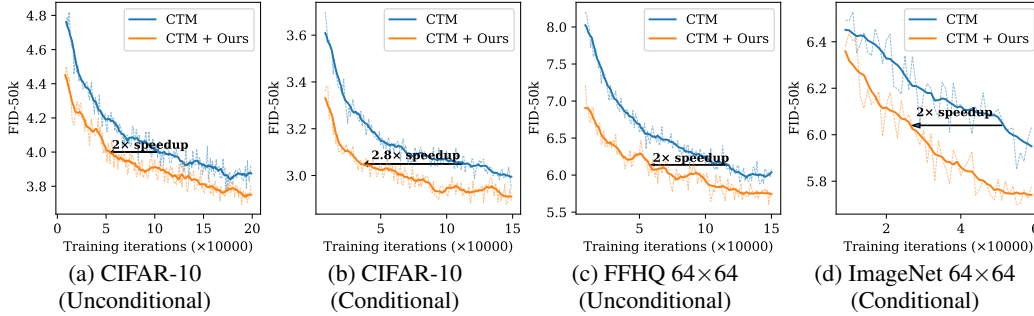 4.8
4.6
4.4
4.2
4.0
3.8
FID-50k
CTM
CTM + Ours
2× speedup
0
5
10
15
20
Training iterations (×10000)
(a) CIFAR-10
(Unconditional)
3.6
3.4
3.2
3.0
FID-50k
CTM
CTM + Ours
2.8× speedup
5
10
15
Training iterations (×10000)
(b) CIFAR-10
(Conditional)
8.0
7.5
7.0
6.5
6.0
5.5
FID-50k
CTM
CTM + Ours
2× speedup
5
10
15
Training iterations (×10000)
(c) FFHQ 64×64
(Unconditional)
6.4
6.2
6.0
5.8
FID-50k
CTM
CTM + Ours
2× speedup
2
4
6
Training iterations (×10000)
(d) ImageNet 64×64
(Conditional)